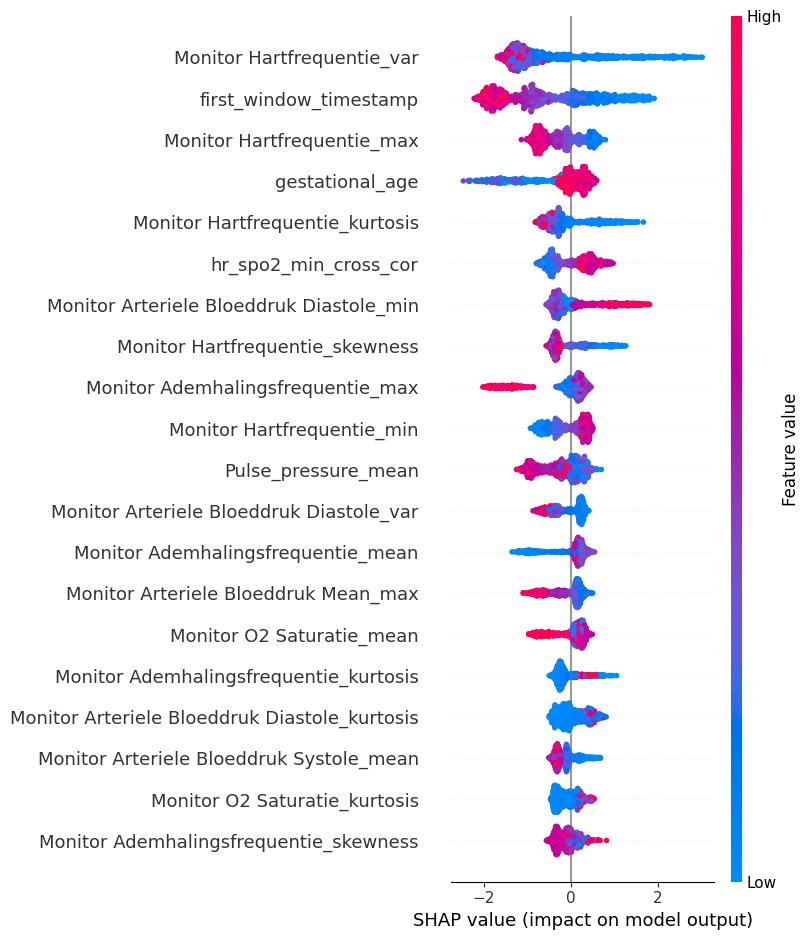 High
Monitor Hartfrequentie_var
first_window_timestamp
Monitor Hartfrequentie_max
gestational_age
Monitor Hartfrequentie_kurtosis
hr_spo2_min_cross_cor
Monitor Arteriele Bloeddruk Diastole_min
Monitor Hartfrequentie_skewness
Monitor Ademhalingsfrequentie_max
Monitor Hartfrequentie_min
Pulse_pressure_mean
Monitor Arteriele Bloeddruk Diastole_var
Monitor Ademhalingsfrequentie_mean
Monitor Arteriele Bloeddruk Mean_max
Monitor O2 Saturatie_mean
Monitor Ademhalingsfrequentie_kurtosis
Monitor Arteriele Bloeddruk Diastole_kurtosis
Monitor Arteriele Bloeddruk Systole_mean
Monitor O2 Saturatie_kurtosis
Monitor Ademhalingsfrequentie_skewness
Feature value
Low
−2 0 2
SHAP value (impact on model output)